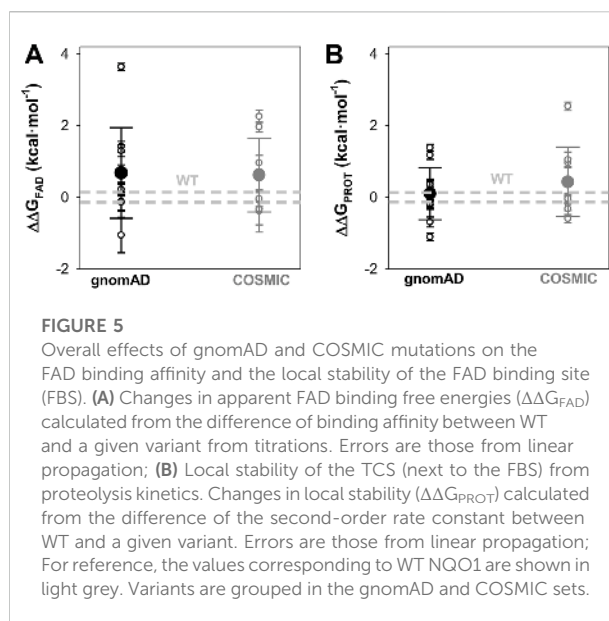 A
B
4
2
0
-2
ΔΔG_FAD (kcal·mol⁻¹)
WT
gnomAD
COSMIC
4
2
0
-2
ΔΔG_PROT (kcal·mol⁻¹)
WT
gnomAD
COSMIC
FIGURE 5
Overall effects of gnomAD and COSMIC mutations on the
FAD binding affinity and the local stability of the FAD binding site
(FBS). (A) Changes in apparent FAD binding free energies (ΔΔG_FAD)
calculated from the difference of binding affinity between WT
and a given variant from titrations. Errors are those from linear
propagation; (B) Local stability of the TCS (next to the FBS) from
proteolysis kinetics. Changes in local stability (ΔΔG_PROT) calculated
from the difference of the second-order rate constant between
WT and a given variant. Errors are those from linear propagation;
For reference, the values corresponding to WT NQO1 are shown in
light grey. Variants are grouped in the gnomAD and COSMIC sets.